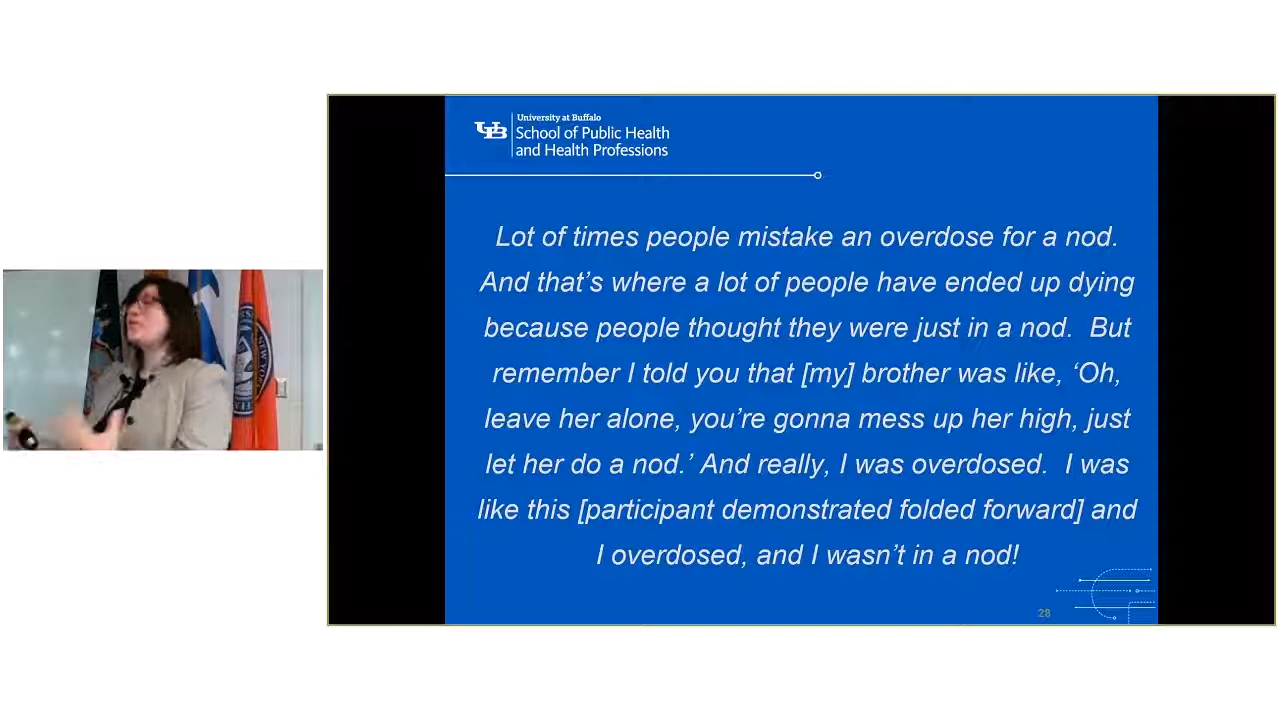 University at Buffalo
School of Public Health
and Health Professions
Lot of times people mistake an overdose for a nod.
And that’s where a lot of people have ended up dying
because people thought they were just in a nod.  But
remember I told you that [my] brother was like, ‘Oh,
leave her alone, you’re gonna mess up her high, just
let her do a nod.’ And really, I was overdosed.  I was
like this [participant demonstrated folded forward] and
I overdosed, and I wasn’t in a nod!
28